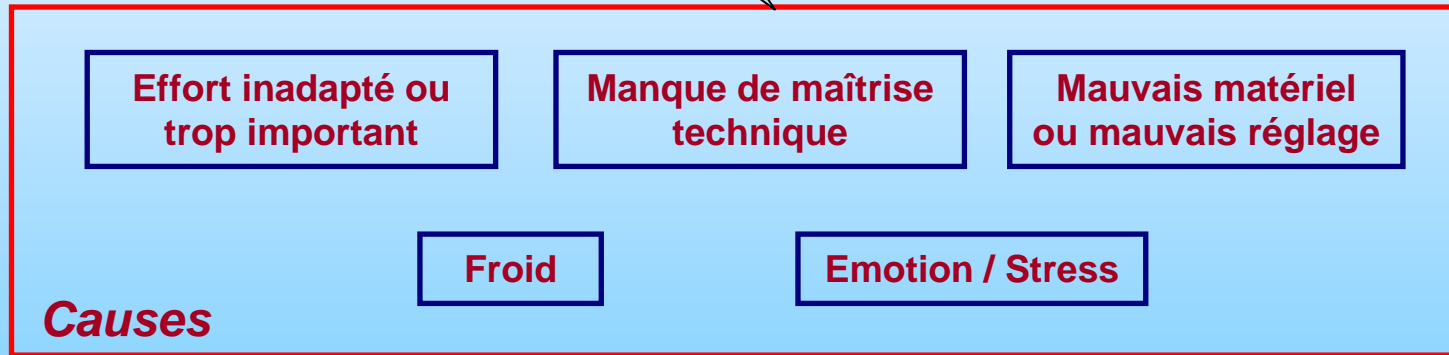 Effort inadapté ou
trop important
Manque de maîtrise
technique
Mauvais matériel
ou mauvais réglage
Froid
Emotion / Stress
Causes